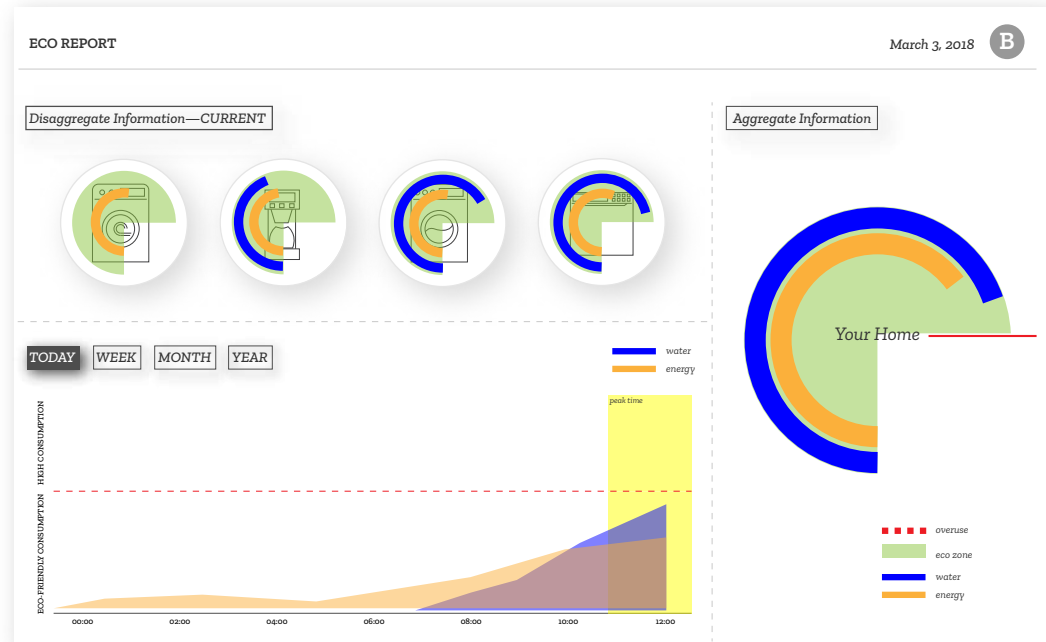 ECO REPORT
March 3, 2018
B
Disaggregate Information—CURRENT
Aggregate Information
Your Home
TODAY
WEEK
MONTH
YEAR
water
energy
peak time
HIGH CONSUMPTION
ECO-FRIENDLY CONSUMPTION
00:00
02:00
04:00
06:00
08:00
10:00
12:00
overuse
eco zone
water
energy